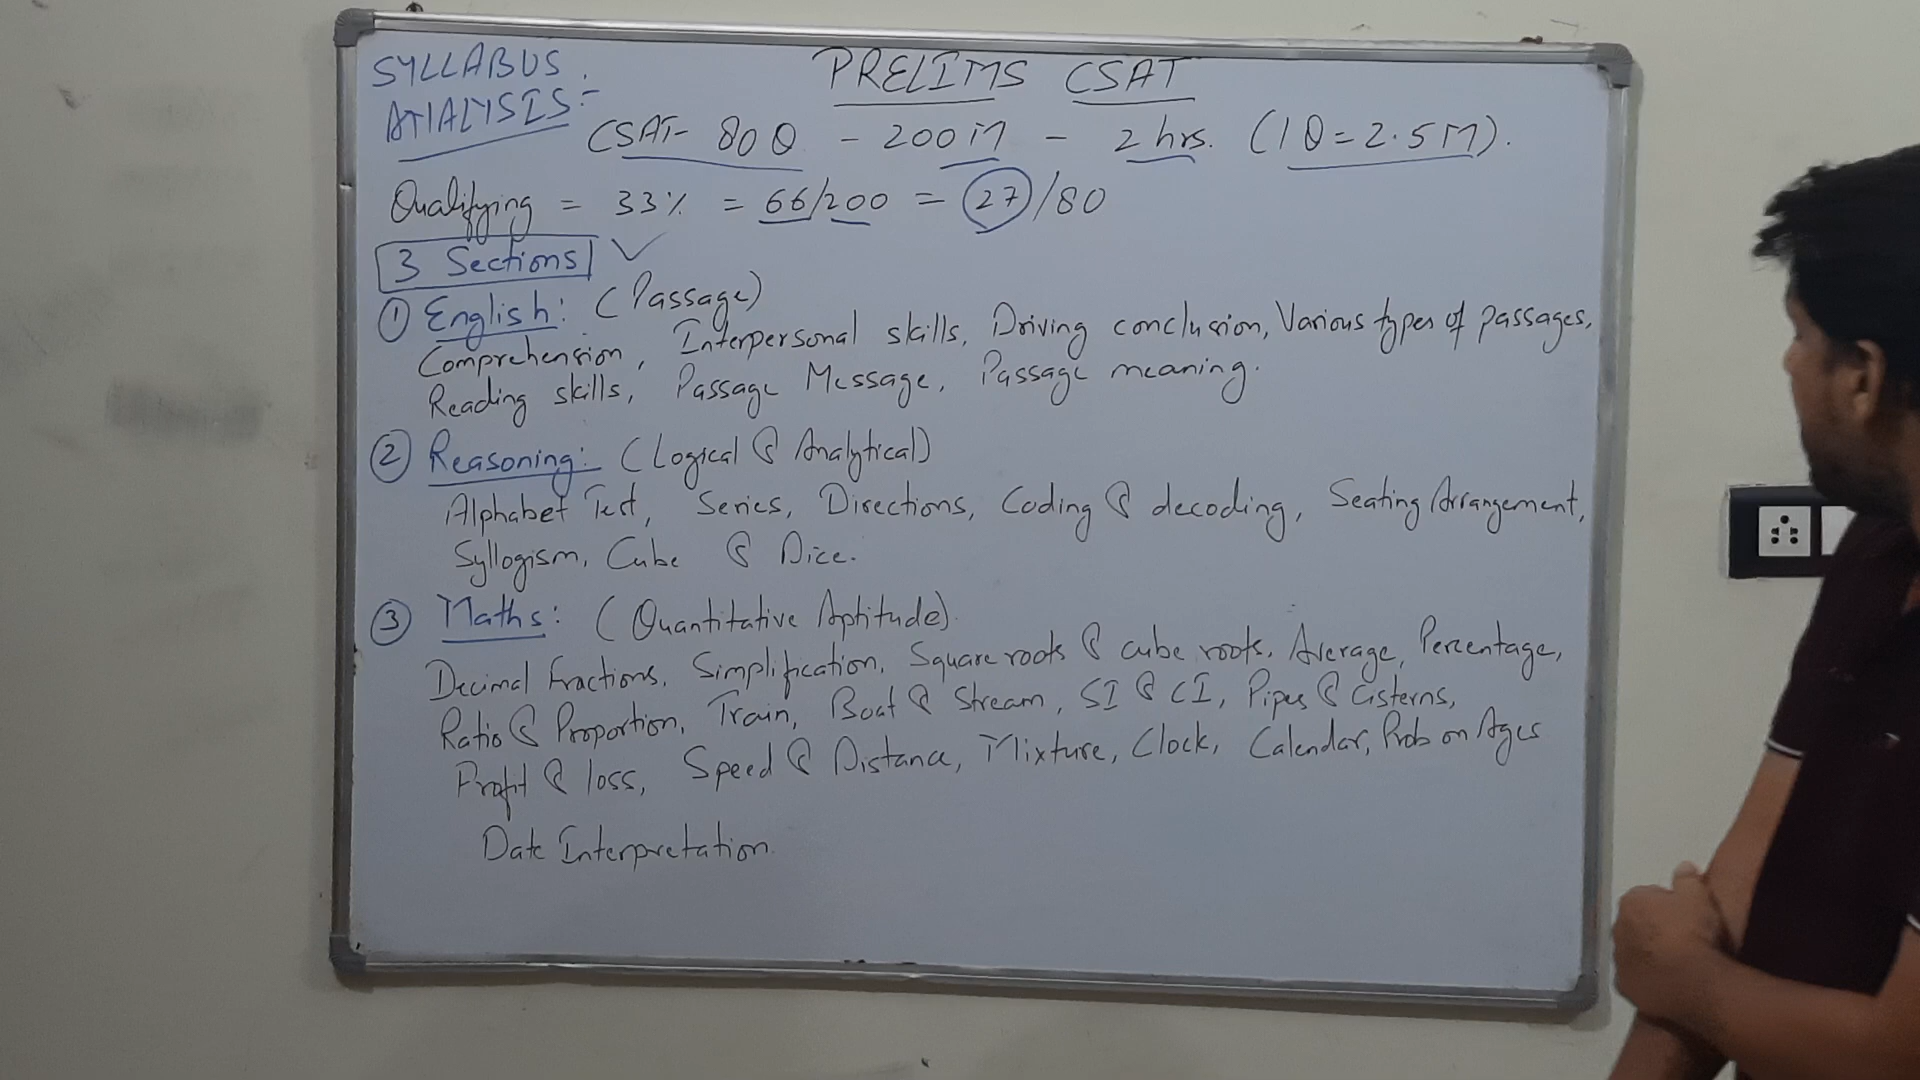 SYLLABUS
ANALYSIS:-
PRELIMS CSAT
CSAT- 80Q - 200M - 2 hrs. (1Q = 2.5M).
Qualifying = 33% = 66/200 = 27/80
3 Sections
① English: (Passage)
Comprehension, Interpersonal skills, Driving conclusion, Various types of passages,
Reading skills, Passage Message, Passage meaning.
② Reasoning: (Logical & Analytical)
Alphabet Test, Series, Directions, Coding & decoding, Seating Arrangement,
Syllogism, Cube & Dice.
③ Maths: (Quantitative Aptitude)
Decimal fractions, Simplification, Square roots & cube roots, Average, Percentage,
Ratio & Proportion, Train, Boat & Stream, SI & CI, Pipes & Cisterns,
Profit & loss, Speed & Distance, Mixture, Clock, Calendar, Prob on Ages
Date Interpretation